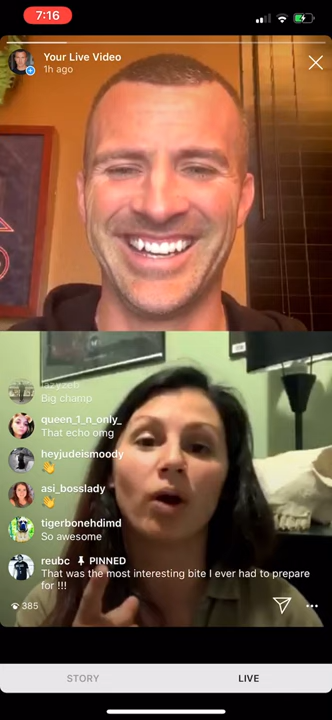 7:16
Your Live Video
1h ago
lazyzeb
Big champ
queen_1_n_only_
That echo omg
heyjudeismoody
👋
asi_bosslady
👋
tigerbonehdimd
So awesome
reubc PINNED
That was the most interesting bite I ever had to prepare
for !!!
385
STORY LIVE